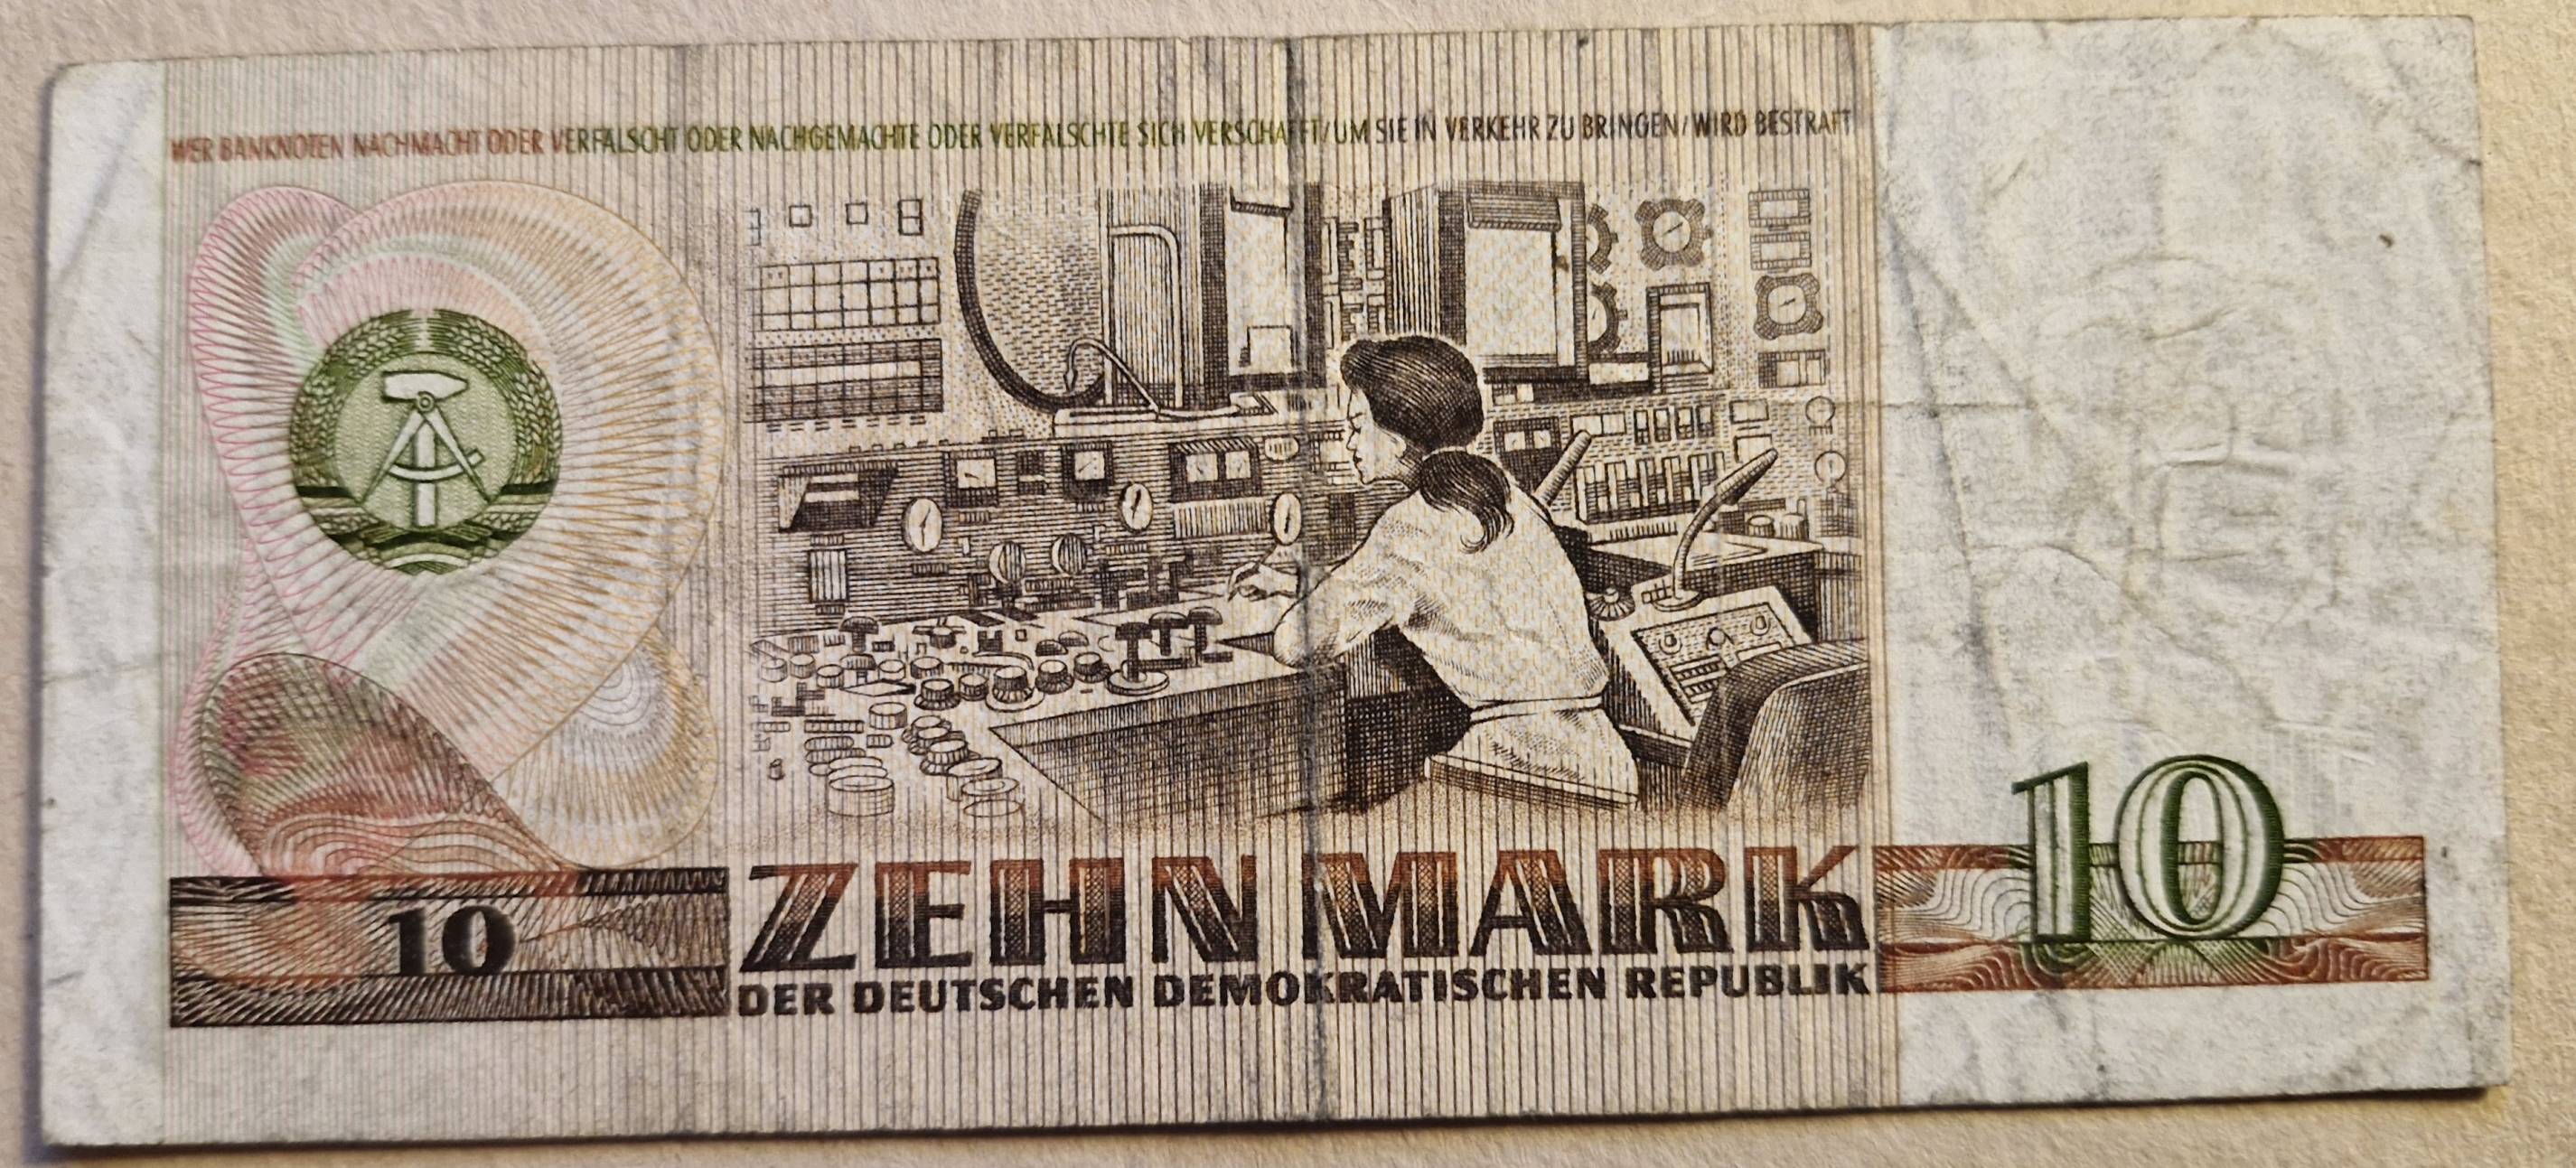 WER BANKNOTEN NACHMACHT ODER VERFÄLSCHT ODER NACHGEMACHTE ODER VERFÄLSCHTE SICH VERSCHAFFT/UM SIE IN VERKEHR ZU BRINGEN/WIRD BESTRAFT
10
ZEHN MARK
DER DEUTSCHEN DEMOKRATISCHEN REPUBLIK
10